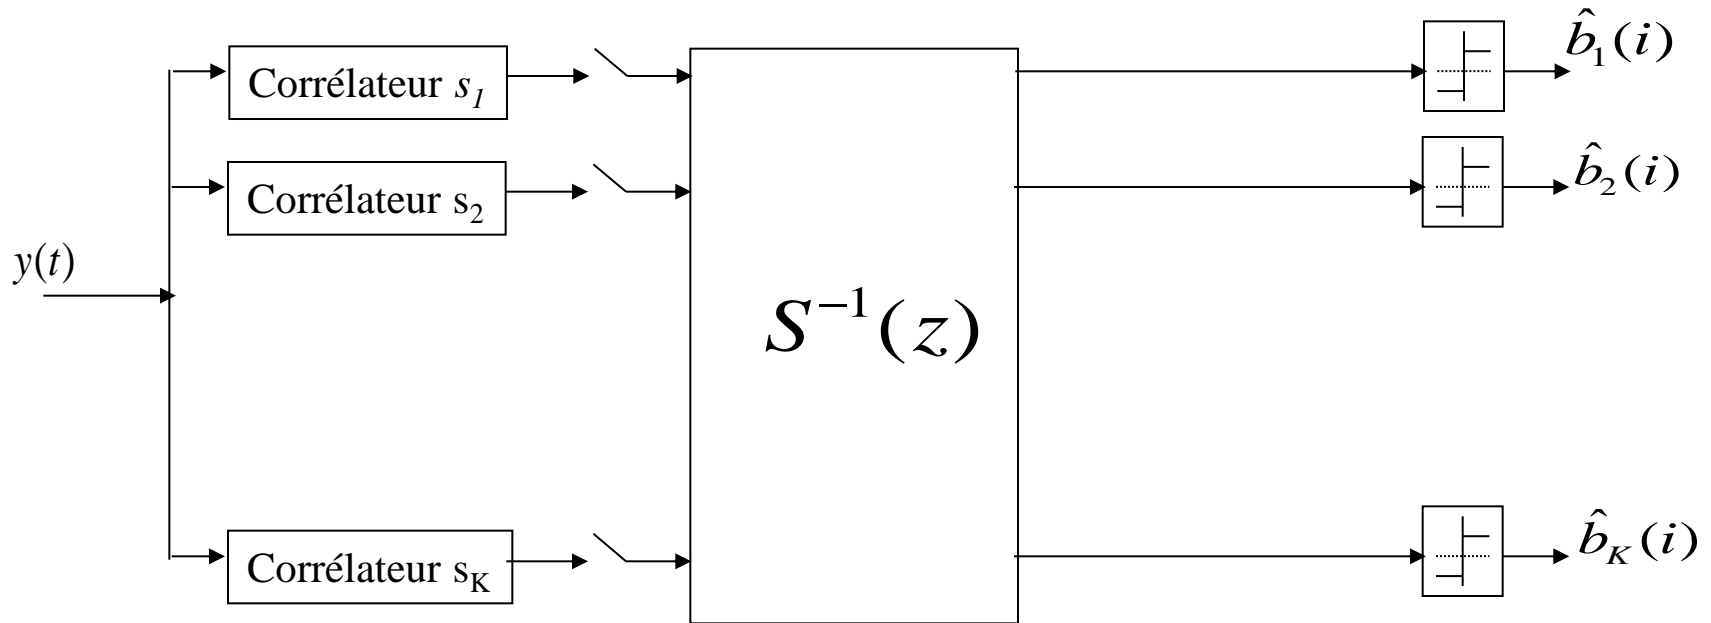 Corrélateur s₁
b̂₁(i)
Corrélateur s₂
b̂₂(i)
y(t)
S⁻¹(z)
Corrélateur s_K
b̂_K(i)